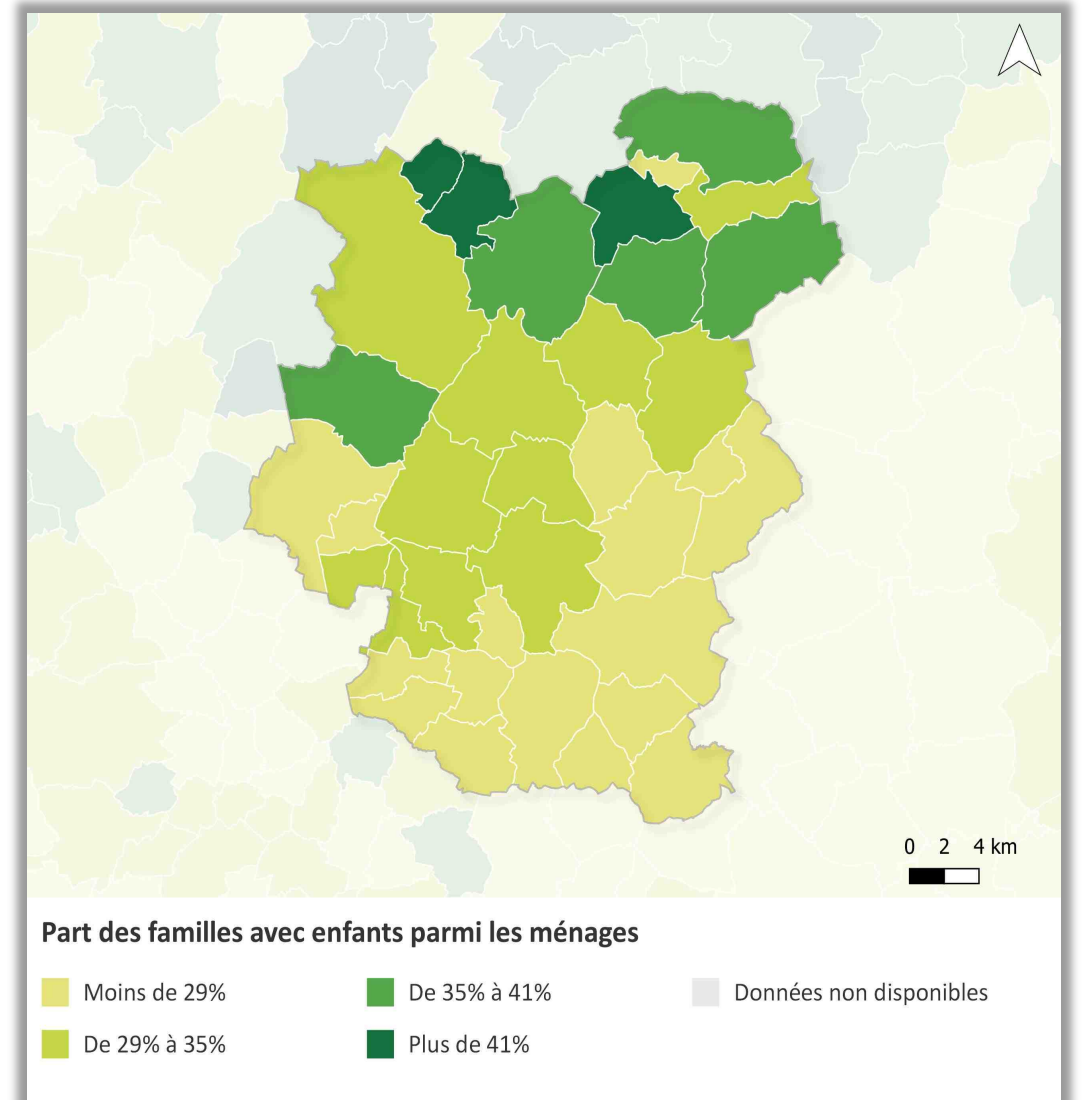 0 2 4 km
Part des familles avec enfants parmi les ménages
Moins de 29%
De 35% à 41%
Données non disponibles
De 29% à 35%
Plus de 41%